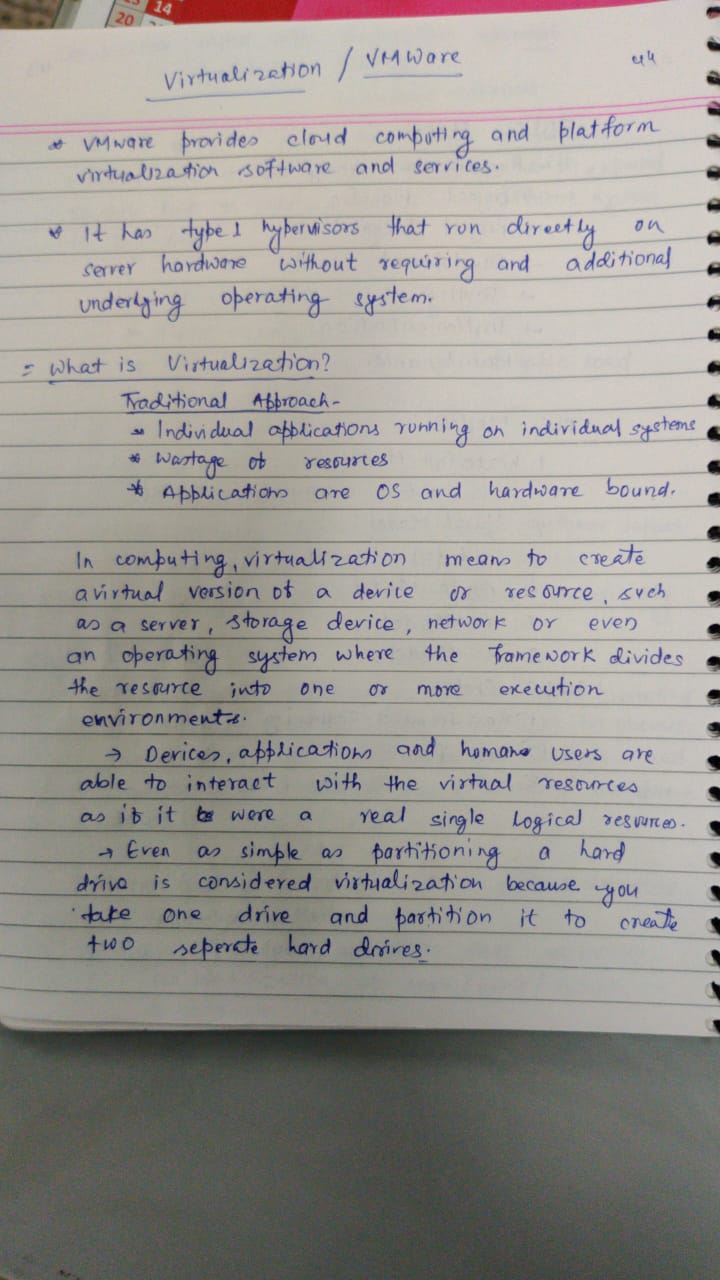 20
14
Virtualization / VMware
* VMware provides cloud computing and platform
virtualization software and services.
* It has type 1 hypervisors that run directly on
server hardware without requiring and additional
underlying operating system.
= What is Virtualization?
Traditional Approach-
* Individual applications running on individual systems
* Wastage of resources
* Applications are OS and hardware bound.
In computing, virtualization means to create
a virtual version of a device or resource, such
as a server, storage device, network or even
an operating system where the framework divides
the resource into one or more execution
environments.
→ Devices, applications and homans users are
able to interact with the virtual resources
as if it were a real single logical resources.
→ Even as simple as partitioning a hard
drive is considered virtualization because you
take one drive and partition it to create
two seperate hard drives.